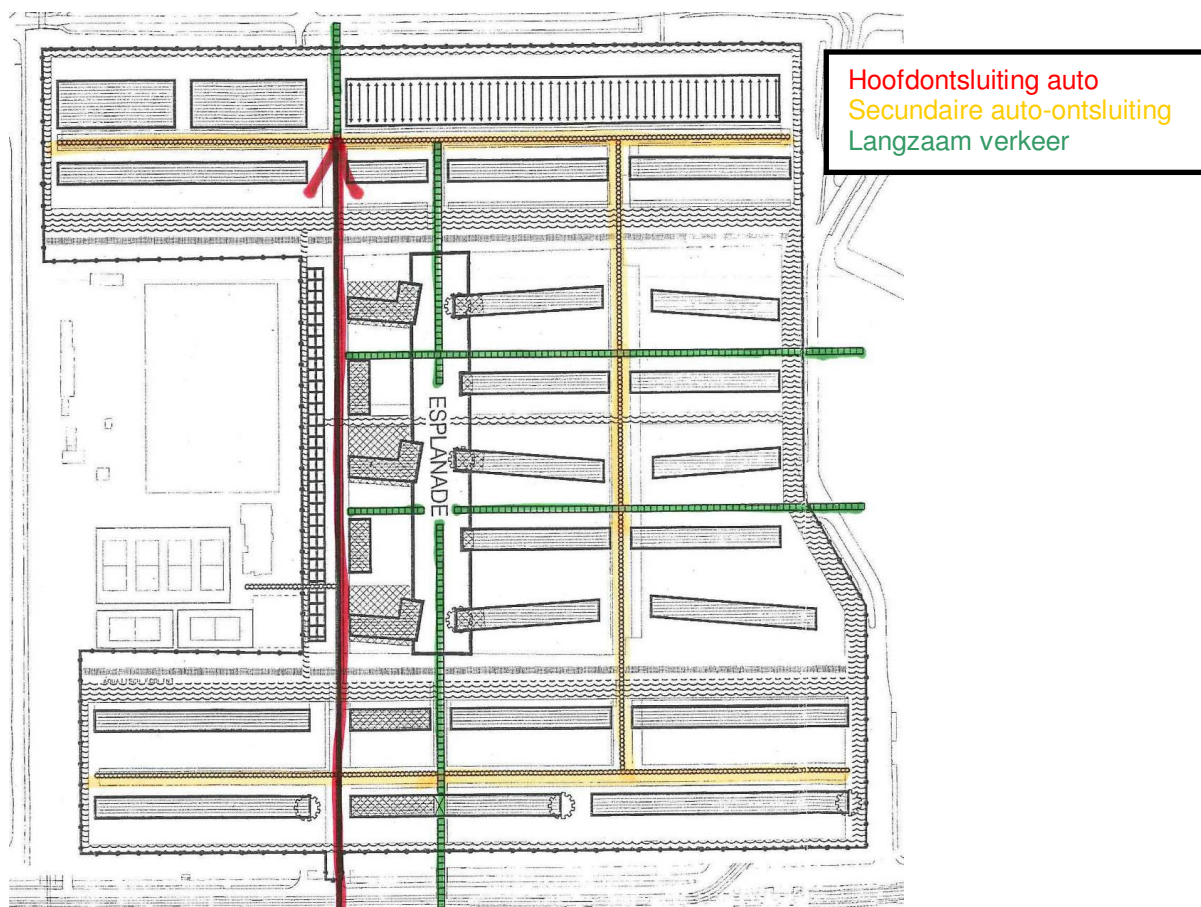 Hoofdontsluiting auto
Secundaire auto-ontsluiting
Langzaam verkeer
ESPLANADE